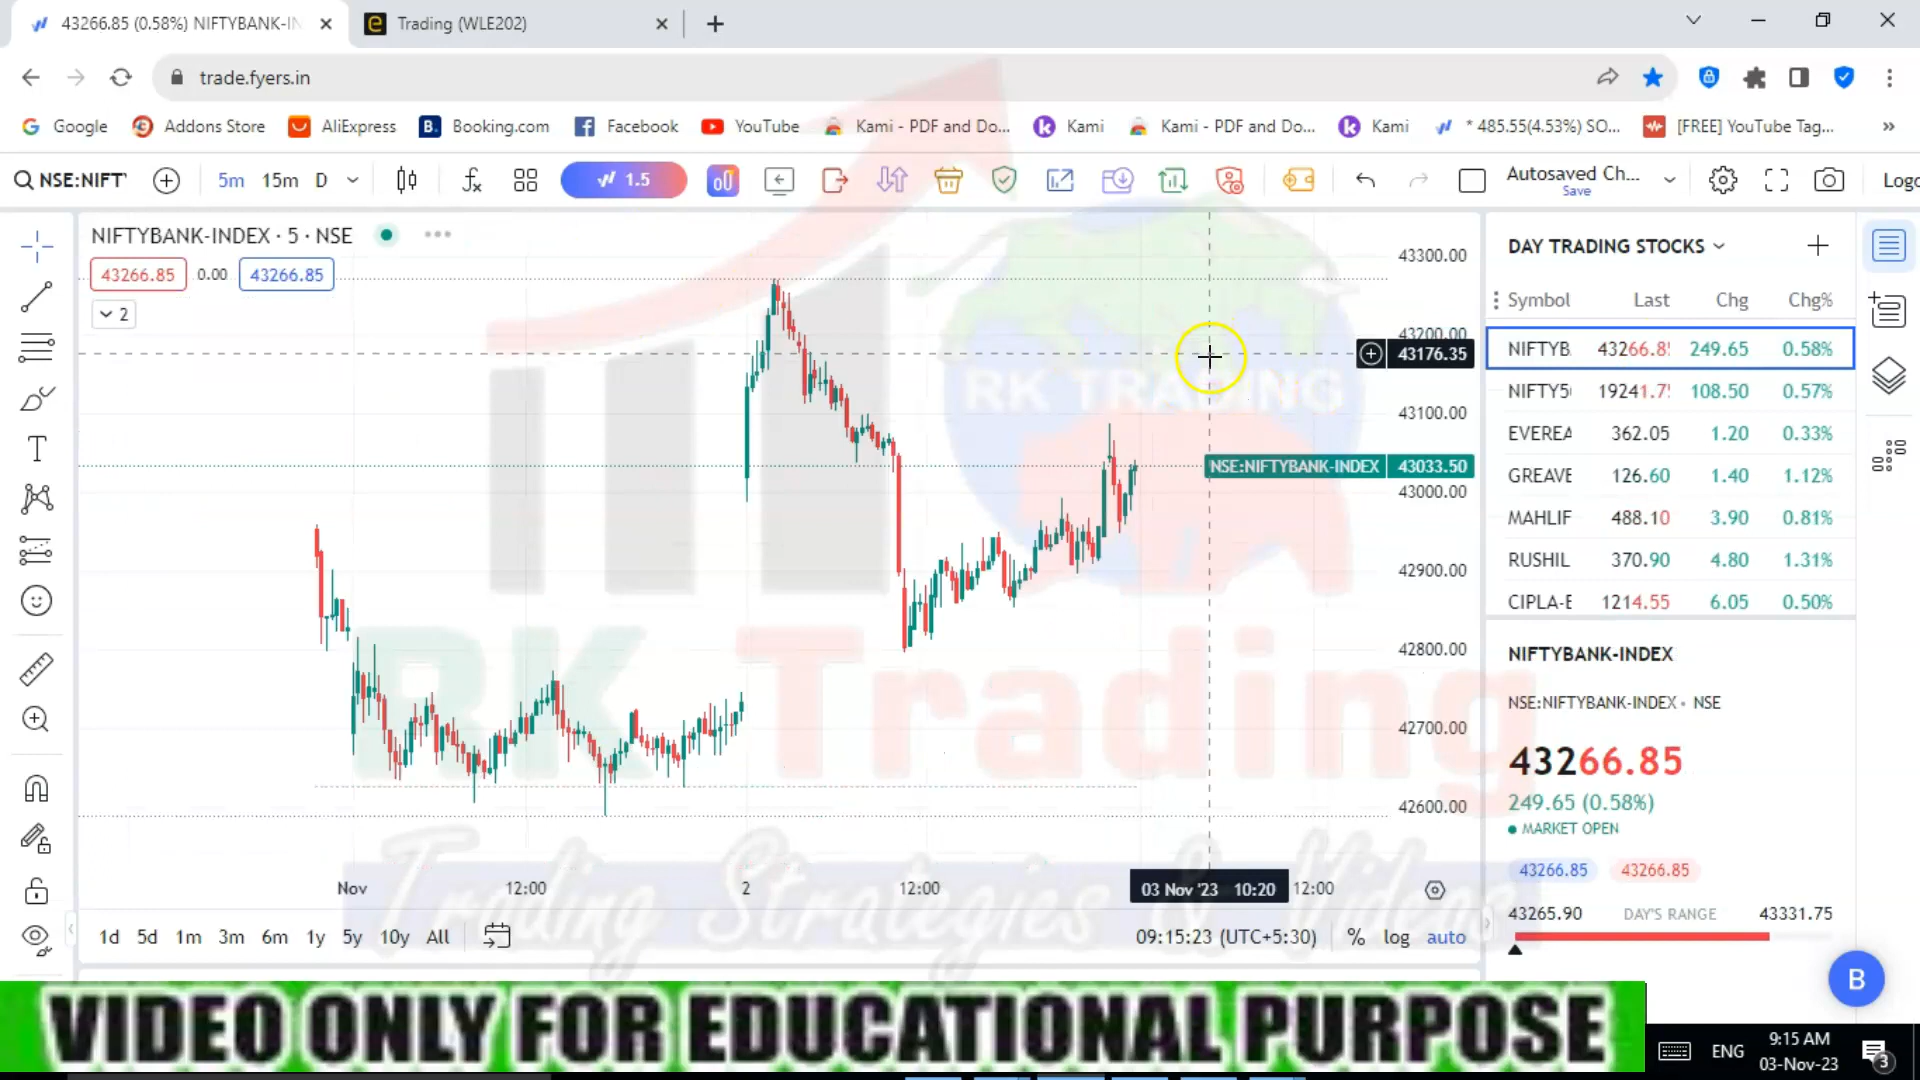 43266.85 (0.58%) NIFTYBANK-IN
Trading (WLE202)
trade.fyers.in
Google
Addons Store
AliExpress
Booking.com
Facebook
YouTube
Kami - PDF and Do...
Kami
Kami - PDF and Do...
Kami
* 485.55(4.53%) SO...
[FREE] YouTube Tag...
NSE:NIFTY
5m 15m D
1.5
Autosaved Ch...
Save
NIFTYBANK-INDEX · 5 · NSE
43266.85 0.00 43266.85
2
43300.00
43200.00
43176.35
43100.00
NSE:NIFTYBANK-INDEX 43033.50
43000.00
42900.00
42800.00
42700.00
42600.00
RK TRADING
RK Trading
Trading Strategies & Videos
Nov 12:00 2 12:00 03 Nov '23 10:20 12:00
1d 5d 1m 3m 6m 1y 5y 10y All
09:15:23 (UTC+5:30) % log auto
DAY TRADING STOCKS
Symbol Last Chg Chg%
NIFTYB 43266.8 249.65 0.58%
NIFTY5 19241.7 108.50 0.57%
EVEREA 362.05 1.20 0.33%
GREAVE 126.60 1.40 1.12%
MAHLIF 488.10 3.90 0.81%
RUSHIL 370.90 4.80 1.31%
CIPLA-E 1214.55 6.05 0.50%
NIFTYBANK-INDEX
NSE:NIFTYBANK-INDEX • NSE
43266.85
249.65 (0.58%)
MARKET OPEN
43266.85 43266.85
43265.90 DAY'S RANGE 43331.75
B
VIDEO ONLY FOR EDUCATIONAL PURPOSE
ENG
9:15 AM
03-Nov-23
3